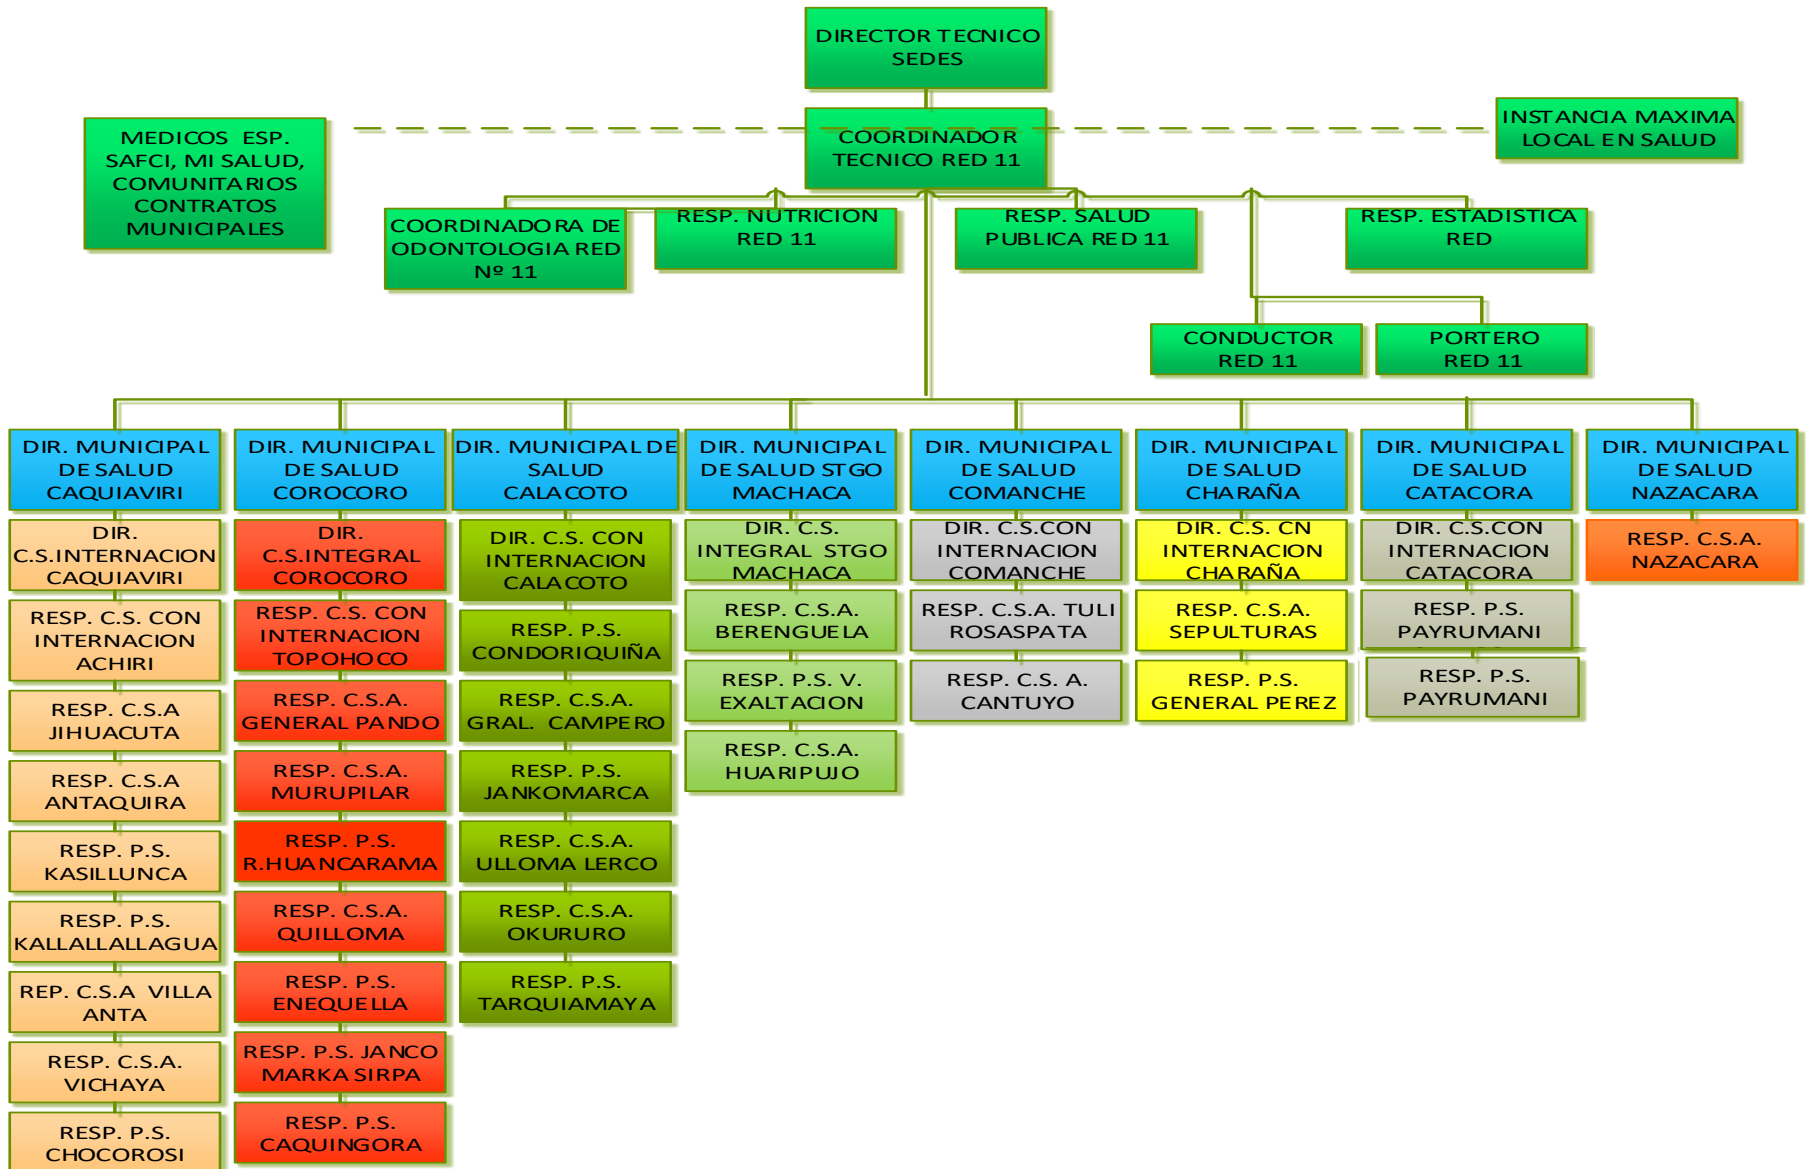 DIRECTOR TECNICO
SEDES
MEDICOS ESP.
SAFCI, MI SALUD,
COMUNITARIOS
CONTRATOS
MUNICIPALES
COORDINADOR
TECNICO RED 11
INSTANCIA MAXIMA
LOCAL EN SALUD
COORDINADORA DE
ODONTOLOGIA RED
Nº 11
RESP. NUTRICION
RED 11
RESP. SALUD
PUBLICA RED 11
RESP. ESTADISTICA
RED
CONDUCTOR
RED 11
PORTERO
RED 11
DIR. MUNICIPAL
DE SALUD
CAQUIAVIRI
DIR. MUNICIPAL
DE SALUD
COROCORO
DIR. MUNICIPAL DE
SALUD
CALACOTO
DIR. MUNICIPAL
DE SALUD STGO
MACHACA
DIR. MUNICIPAL
DE SALUD
COMANCHE
DIR. MUNICIPAL
DE SALUD
CHARAÑA
DIR. MUNICIPAL
DE SALUD
CATACORA
DIR. MUNICIPAL
DE SALUD
NAZACARA
DIR.
C.S.INTERNACION
CAQUIAVIRI
RESP. C.S. CON
INTERNACION
ACHIRI
RESP. C.S.A
JIHUACUTA
RESP. C.S.A
ANTAQUIRA
RESP. P.S.
KASILLUNCA
RESP. P.S.
KALLALLALLAGUA
REP. C.S.A VILLA
ANTA
RESP. C.S.A.
VICHAYA
RESP. P.S.
CHOCOROSI
DIR.
C.S.INTEGRAL
COROCORO
RESP. C.S. CON
INTERNACION
TOPOHOCO
RESP. C.S.A.
GENERAL PANDO
RESP. C.S.A.
MURUPILAR
RESP. P.S.
R.HUANCARAMA
RESP. C.S.A.
QUILLOMA
RESP. P.S.
ENEQUELLA
RESP. P.S. JANCO
MARKA SIRPA
RESP. P.S.
CAQUINGORA
DIR. C.S. CON
INTERNACION
CALACOTO
RESP. P.S.
CONDORIQUIÑA
RESP. C.S.A.
GRAL. CAMPERO
RESP. P.S.
JANKOMARCA
RESP. C.S.A.
ULLOMA LERCO
RESP. C.S.A.
OKURURO
RESP. P.S.
TARQUIAMAYA
DIR. C.S.
INTEGRAL STGO
MACHACA
RESP. C.S.A.
BERENGUELA
RESP. P.S. V.
EXALTACION
RESP. C.S.A.
HUARIPUJO
DIR. C.S.CON
INTERNACION
COMANCHE
RESP. C.S.A. TULI
ROSASPATA
RESP. C.S. A.
CANTUYO
DIR. C.S. CN
INTERNACION
CHARAÑA
RESP. C.S.A.
SEPULTURAS
RESP. P.S.
GENERAL PEREZ
DIR. C.S.CON
INTERNACION
CATACORA
RESP. P.S.
PAYRUMANI
RESP. P.S.
PAYRUMANI
RESP. C.S.A.
NAZACARA